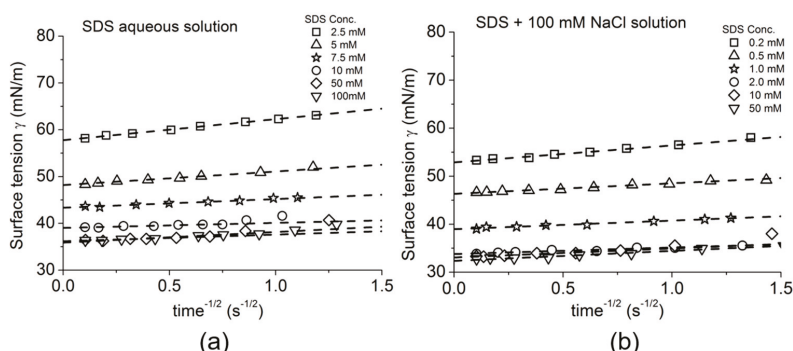 SDS aqueous solution
SDS Conc.
2.5 mM
5 mM
7.5 mM
10 mM
50 mM
100mM
80
70
60
50
40
30
Surface tension γ (mN/m)
0.0
0.5
1.0
1.5
time-1/2 (s-1/2)
(a)
SDS + 100 mM NaCl solution
SDS Conc.
0.2 mM
0.5 mM
1.0 mM
2.0 mM
10 mM
50 mM
80
70
60
50
40
30
Surface tension γ (mN/m)
0.0
0.5
1.0
1.5
time-1/2 (s-1/2)
(b)